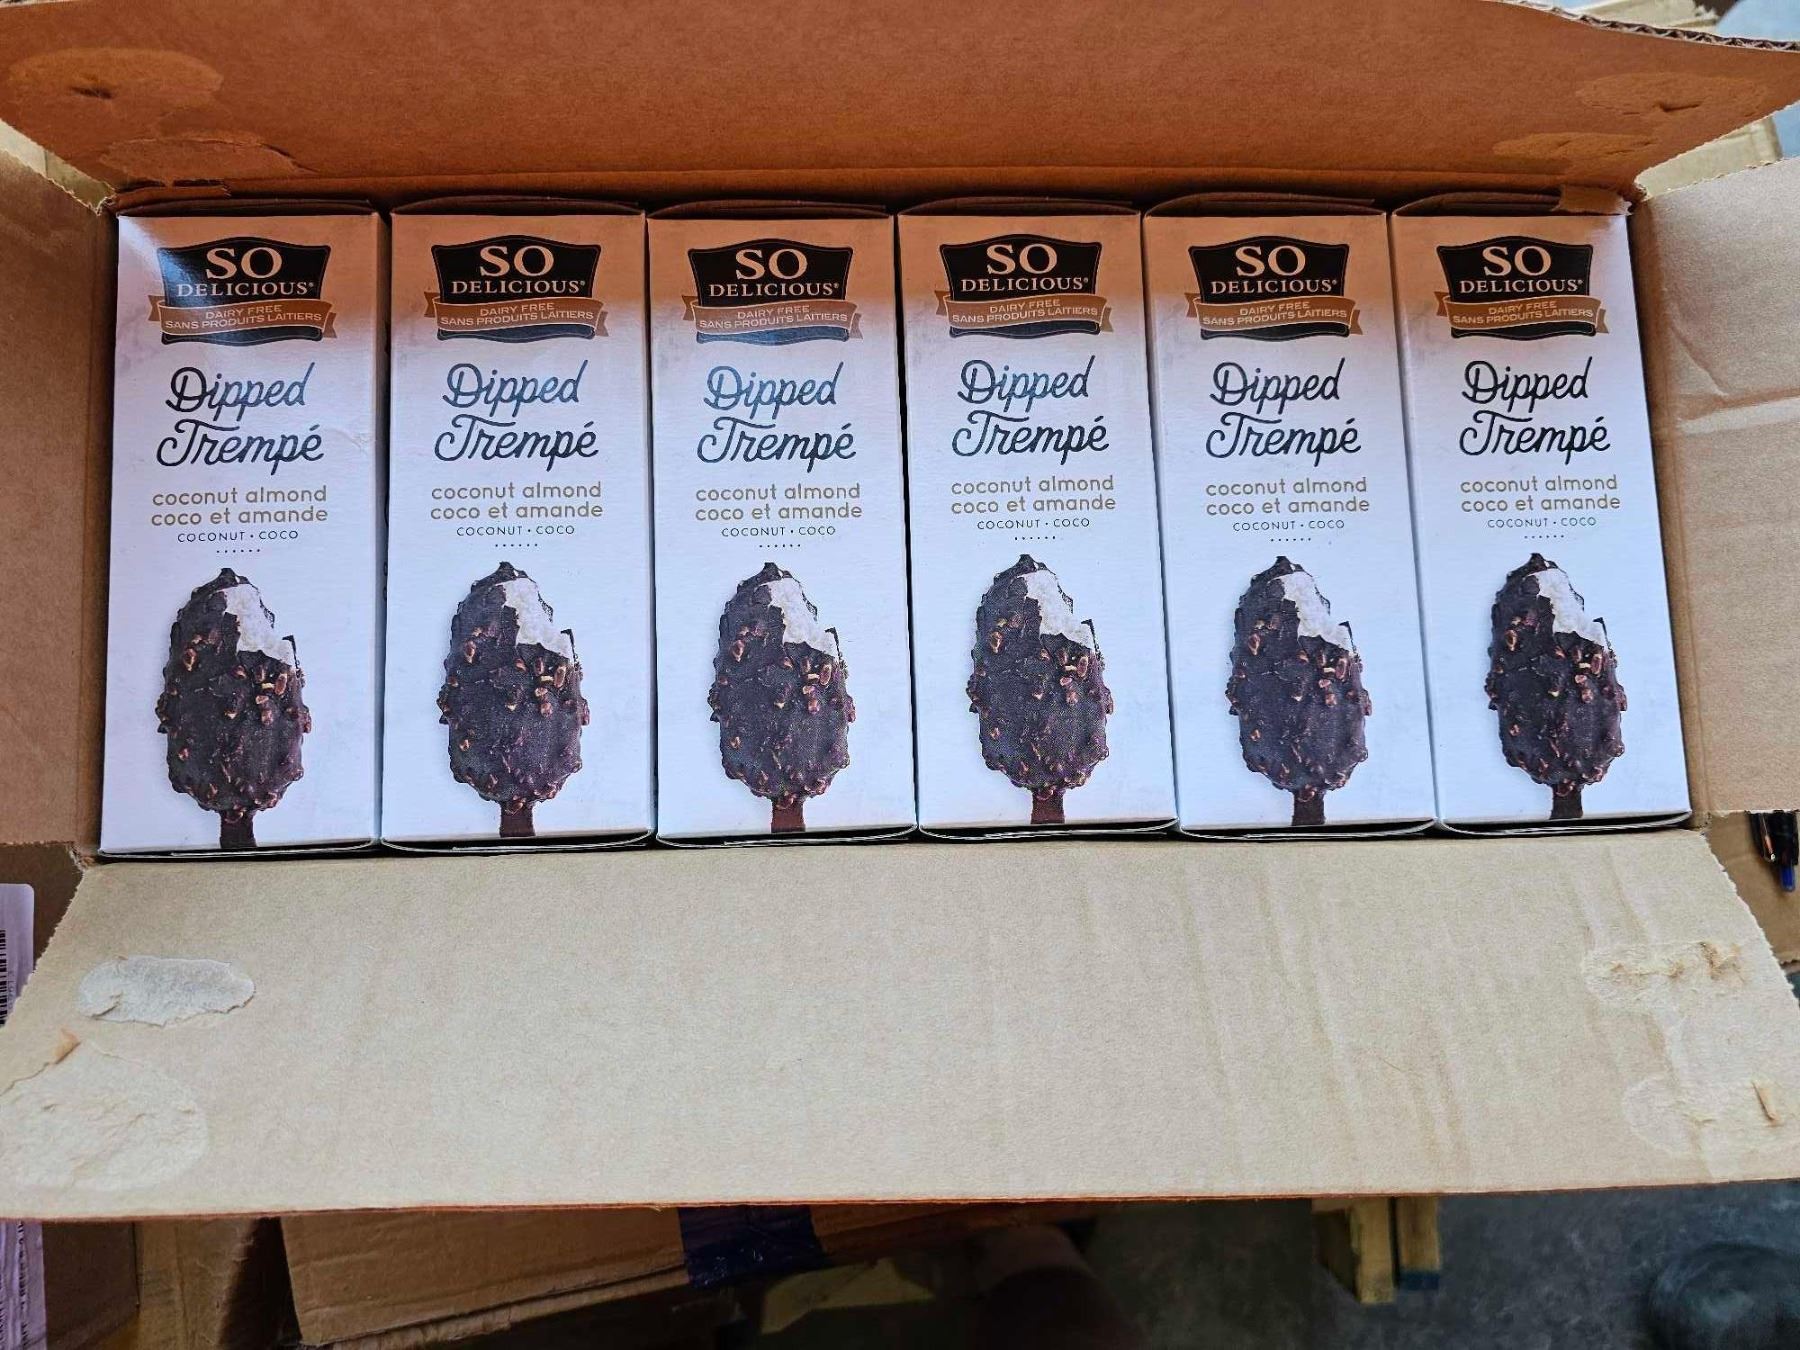 SO
DELICIOUS®
DAIRY FREE
SANS PRODUITS LAITIERS
Dipped
Trempé
coconut almond
coco et amande
COCONUT • COCO
SO
DELICIOUS®
DAIRY FREE
SANS PRODUITS LAITIERS
Dipped
Trempé
coconut almond
coco et amande
COCONUT • COCO
SO
DELICIOUS®
DAIRY FREE
SANS PRODUITS LAITIERS
Dipped
Trempé
coconut almond
coco et amande
COCONUT • COCO
SO
DELICIOUS®
DAIRY FREE
SANS PRODUITS LAITIERS
Dipped
Trempé
coconut almond
coco et amande
COCONUT • COCO
SO
DELICIOUS®
DAIRY FREE
SANS PRODUITS LAITIERS
Dipped
Trempé
coconut almond
coco et amande
COCONUT • COCO
SO
DELICIOUS®
DAIRY FREE
SANS PRODUITS LAITIERS
Dipped
Trempé
coconut almond
coco et amande
COCONUT • COCO